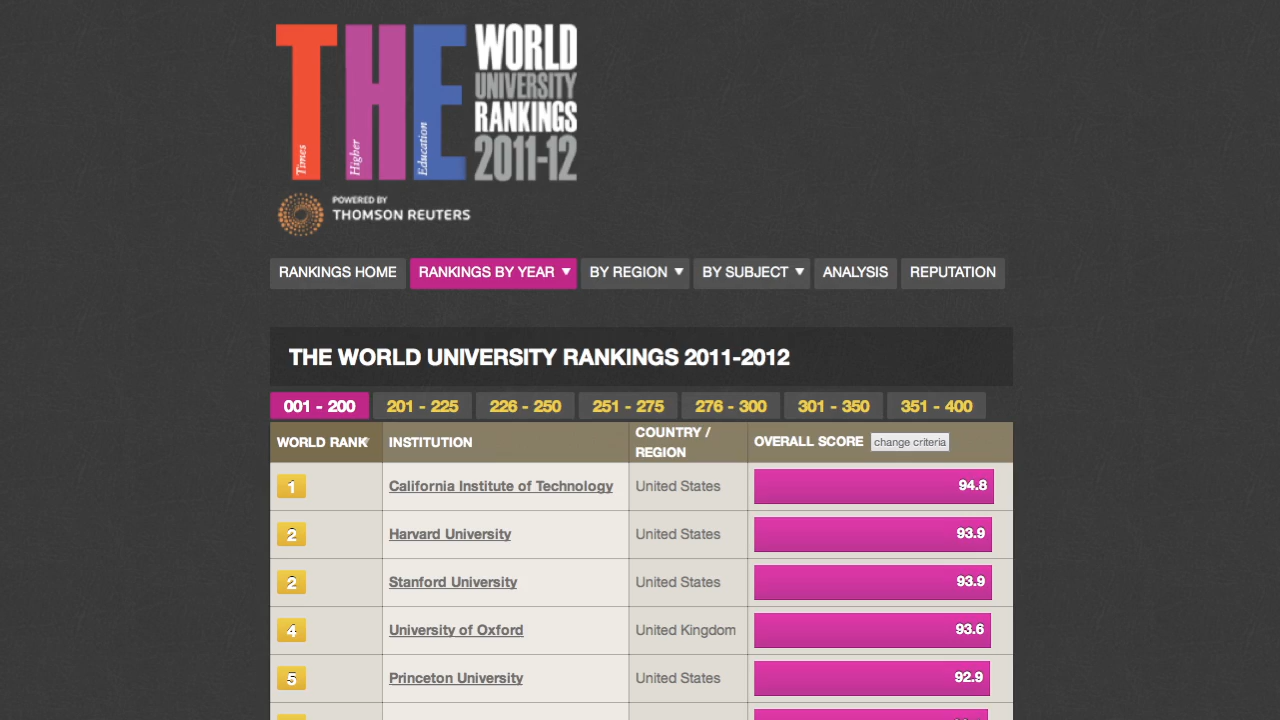 THE WORLD
UNIVERSITY
RANKINGS
2011-12
Times Higher Education
POWERED BY
THOMSON REUTERS
RANKINGS HOME RANKINGS BY YEAR BY REGION BY SUBJECT ANALYSIS REPUTATION
THE WORLD UNIVERSITY RANKINGS 2011-2012
001 - 200 201 - 225 226 - 250 251 - 275 276 - 300 301 - 350 351 - 400
WORLD RANK INSTITUTION COUNTRY / REGION OVERALL SCORE change criteria
1 California Institute of Technology United States 94.8
2 Harvard University United States 93.9
2 Stanford University United States 93.9
4 University of Oxford United Kingdom 93.6
5 Princeton University United States 92.9